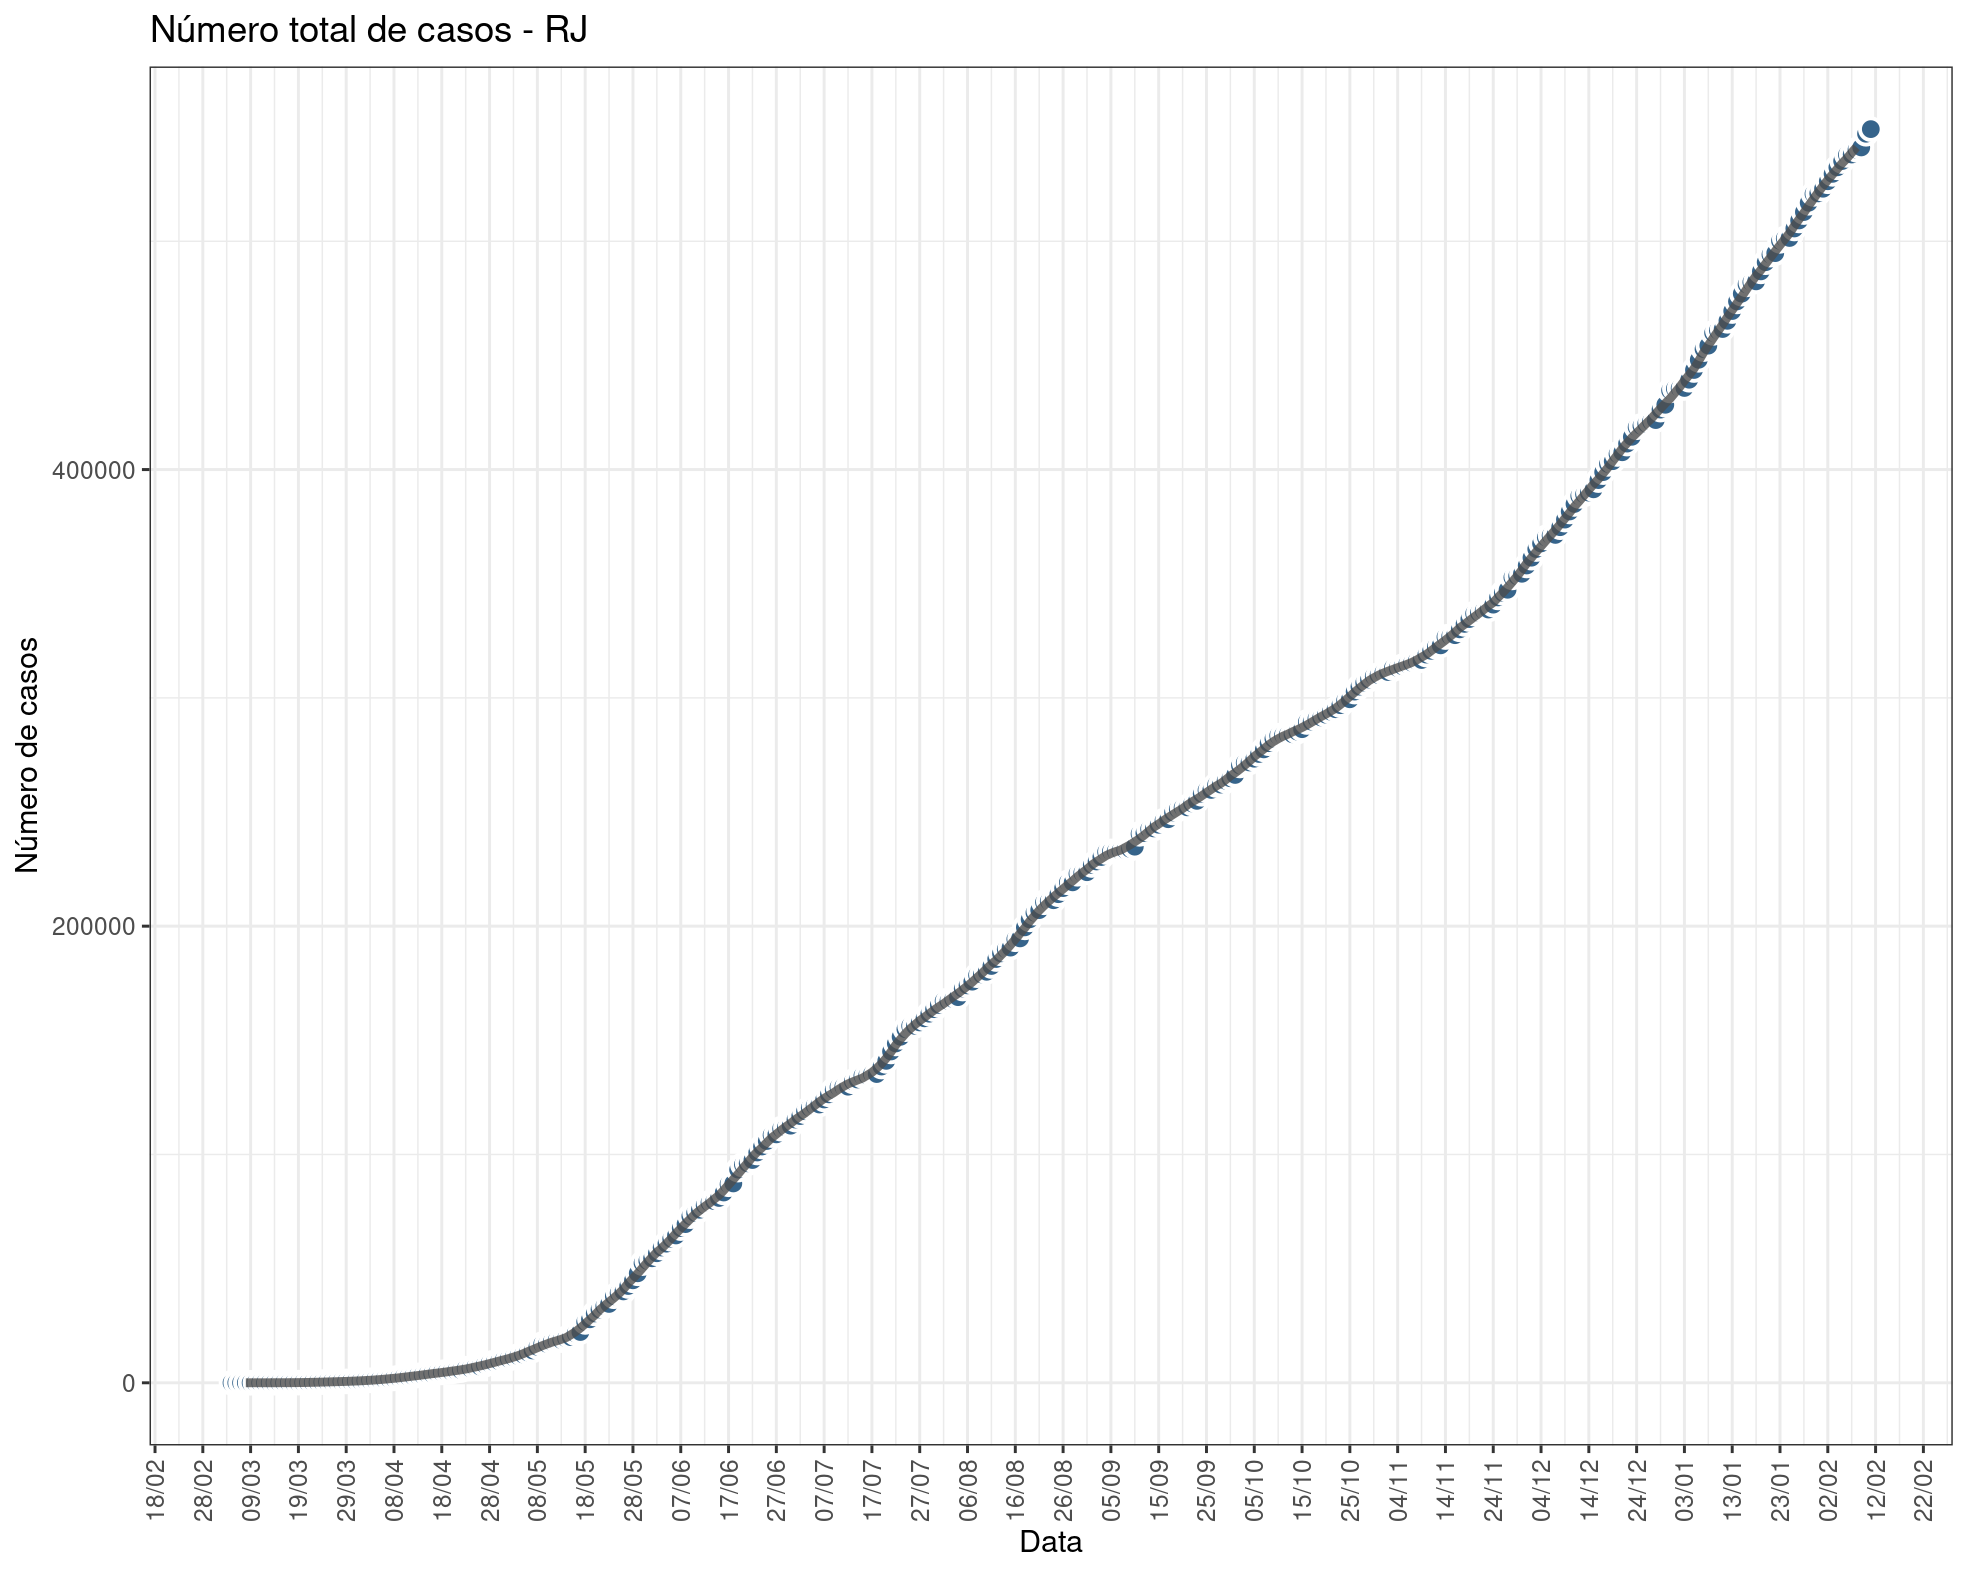 Número total de casos - RJ
Número de casos
400000
200000
0
18/02 28/02 09/03 19/03 29/03 08/04 18/04 28/04 08/05 18/05 28/05 07/06 17/06 27/06 07/07 17/07 27/07 06/08 16/08 26/08 05/09 15/09 25/09 05/10 15/10 25/10 04/11 14/11 24/11 04/12 14/12 24/12 03/01 13/01 23/01 02/02 12/02 22/02
Data